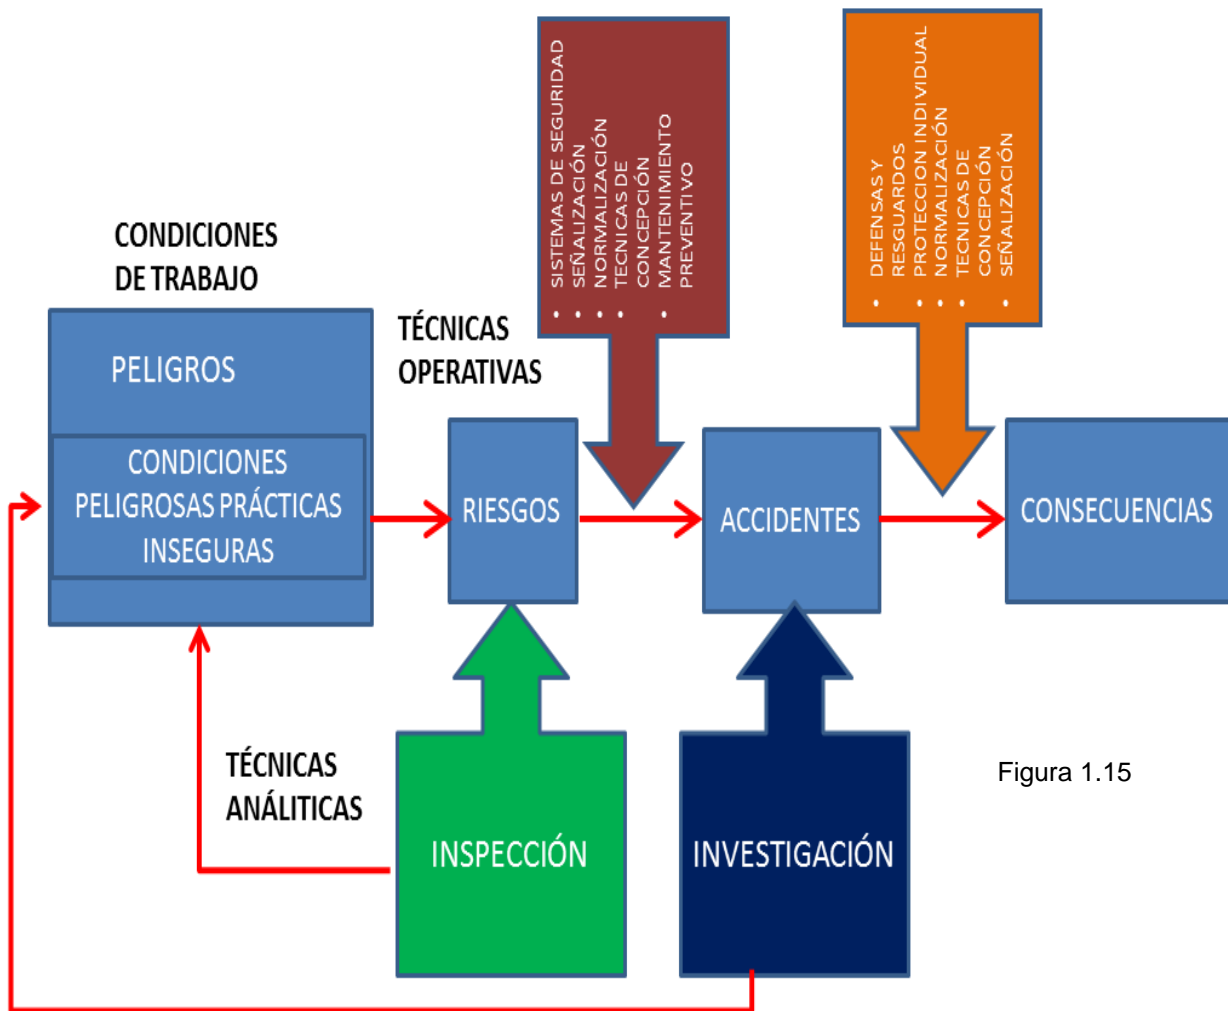 • SISTEMAS DE SEGURIDAD
• SEÑALIZACIÓN
• NORMALIZACIÓN
• TECNICAS DE
CONCEPCIÓN
• MANTENIMIENTO
PREVENTIVO
• DEFENSAS Y
RESGUARDOS
• PROTECCION INDIVIDUAL
• NORMALIZACIÓN
• TECNICAS DE
CONCEPCIÓN
• SEÑALIZACIÓN
CONDICIONES
DE TRABAJO
TÉCNICAS
OPERATIVAS
PELIGROS
CONDICIONES
PELIGROSAS PRÁCTICAS
INSEGURAS
RIESGOS
ACCIDENTES
CONSECUENCIAS
TÉCNICAS
ANÁLITICAS
INSPECCIÓN
INVESTIGACIÓN
Figura 1.15